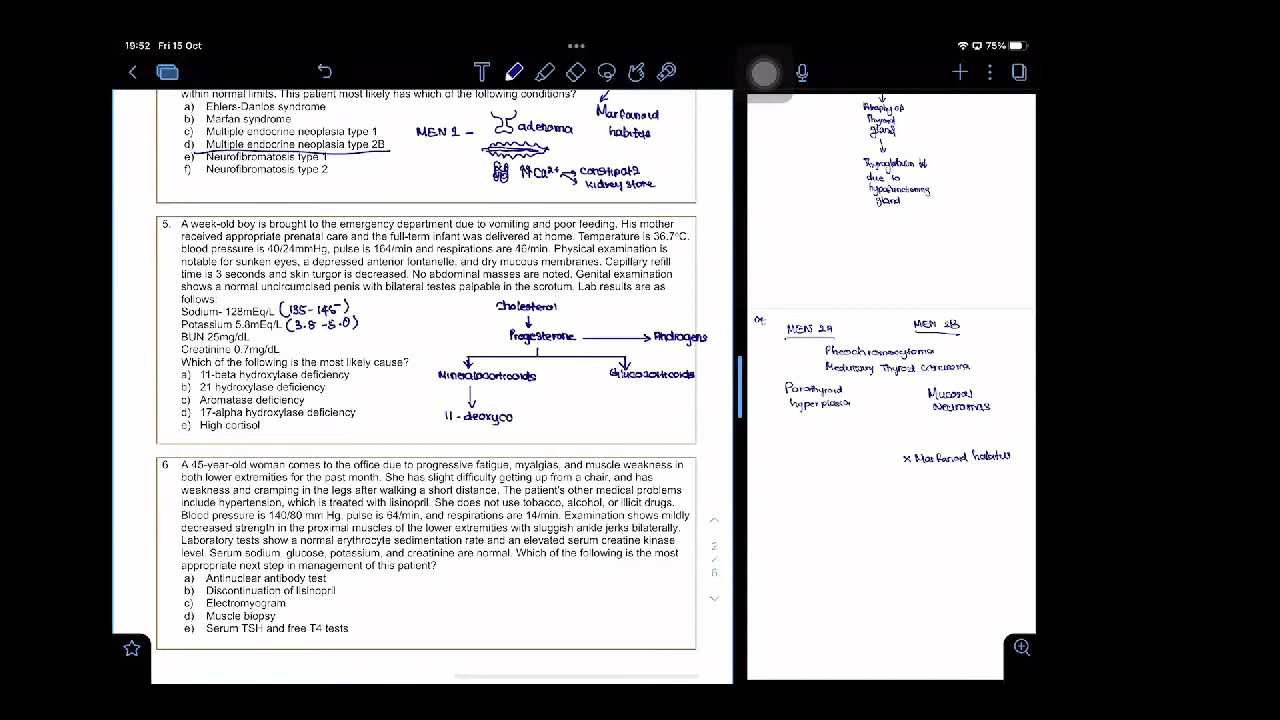 19:52 Fri 15 Oct
75%
within normal limits. This patient most likely has which of the following conditions?
a) Ehlers-Danlos syndrome
b) Marfan syndrome
c) Multiple endocrine neoplasia type 1
d) Multiple endocrine neoplasia type 2B
e) Neurofibromatosis type 1
f) Neurofibromatosis type 2
Marfanoid
habitus
MEN 1 - adenoma
↑↑Ca²⁺
kidney stone
5. A week-old boy is brought to the emergency department due to vomiting and poor feeding. His mother
received appropriate prenatal care and the full-term infant was delivered at home. Temperature is 36.7°C.
blood pressure is 40/24mmHg, pulse is 164/min and respirations are 46/min. Physical examination is
notable for sunken eyes, a depressed anterior fontanelle, and dry mucous membranes. Capillary refill
time is 3 seconds and skin turgor is decreased. No abdominal masses are noted. Genital examination
shows a normal uncircumcised penis with bilateral testes palpable in the scrotum. Lab results are as
follows:
Sodium- 128mEq/L (135-145)
Potassium 5.8mEq/L (3.5-5.0)
BUN 25mg/dL
Creatinine 0.7mg/dL
Which of the following is the most likely cause?
a) 11-beta hydroxylase deficiency
b) 21 hydroxylase deficiency
c) Aromatase deficiency
d) 17-alpha hydroxylase deficiency
e) High cortisol
Cholesterol
Progesterone
Androgens
Mineralocorticoids
Glucocorticoids
11-deoxyco
6 A 45-year-old woman comes to the office due to progressive fatigue, myalgias, and muscle weakness in
both lower extremities for the past month. She has slight difficulty getting up from a chair, and has
weakness and cramping in the legs after walking a short distance. The patient's other medical problems
include hypertension, which is treated with lisinopril. She does not use tobacco, alcohol, or illicit drugs.
Blood pressure is 140/80 mm Hg, pulse is 64/min, and respirations are 14/min. Examination shows mildly
decreased strength in the proximal muscles of the lower extremities with sluggish ankle jerks bilaterally.
Laboratory tests show a normal erythrocyte sedimentation rate and an elevated serum creatine kinase
level. Serum sodium, glucose, potassium, and creatinine are normal. Which of the following is the most
appropriate next step in management of this patient?
a) Antinuclear antibody test
b) Discontinuation of lisinopril
c) Electromyogram
d) Muscle biopsy
e) Serum TSH and free T4 tests
2
/
6
Atrophy of
Thyroid
gland
Thyroglobulin
due to
hypofunctioning
gland
MEN 2A
MEN 2B
Pheochromocytoma
Medullary Thyroid carcinoma
Parathyroid
hyperplasia
Mucosal
neuromas
x Marfanoid habitus